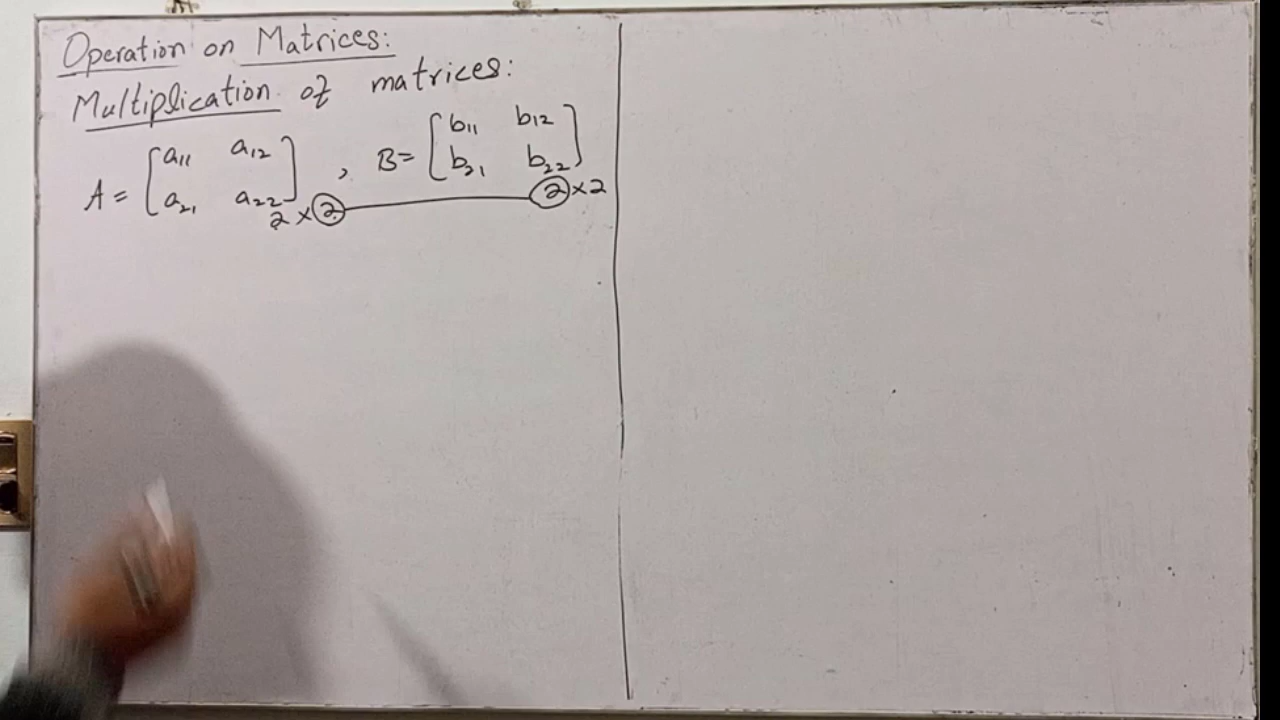 Operation on Matrices:
Multiplication of matrices:
A = [a₁₁ a₁₂
a₂₁ a₂₂] 2×2 , B = [b₁₁ b₁₂
b₂₁ b₂₂] 2×2